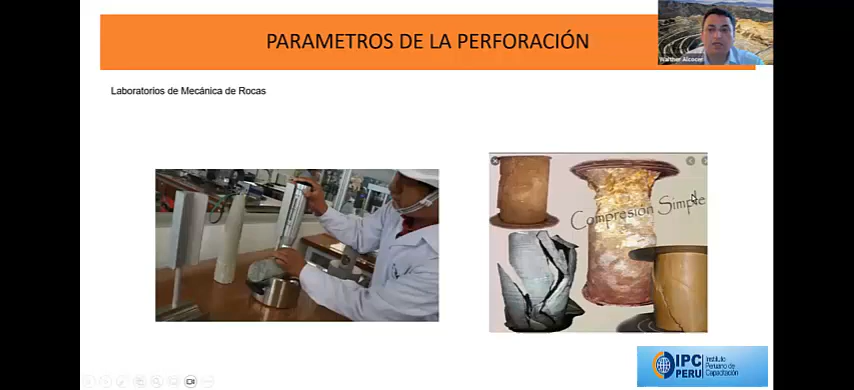 PARAMETROS DE LA PERFORACIÓN
Walther Alcocer
Laboratorios de Mecánica de Rocas
Compresión Simple
IPC
PERU
Instituto
Peruano de
Capacitación